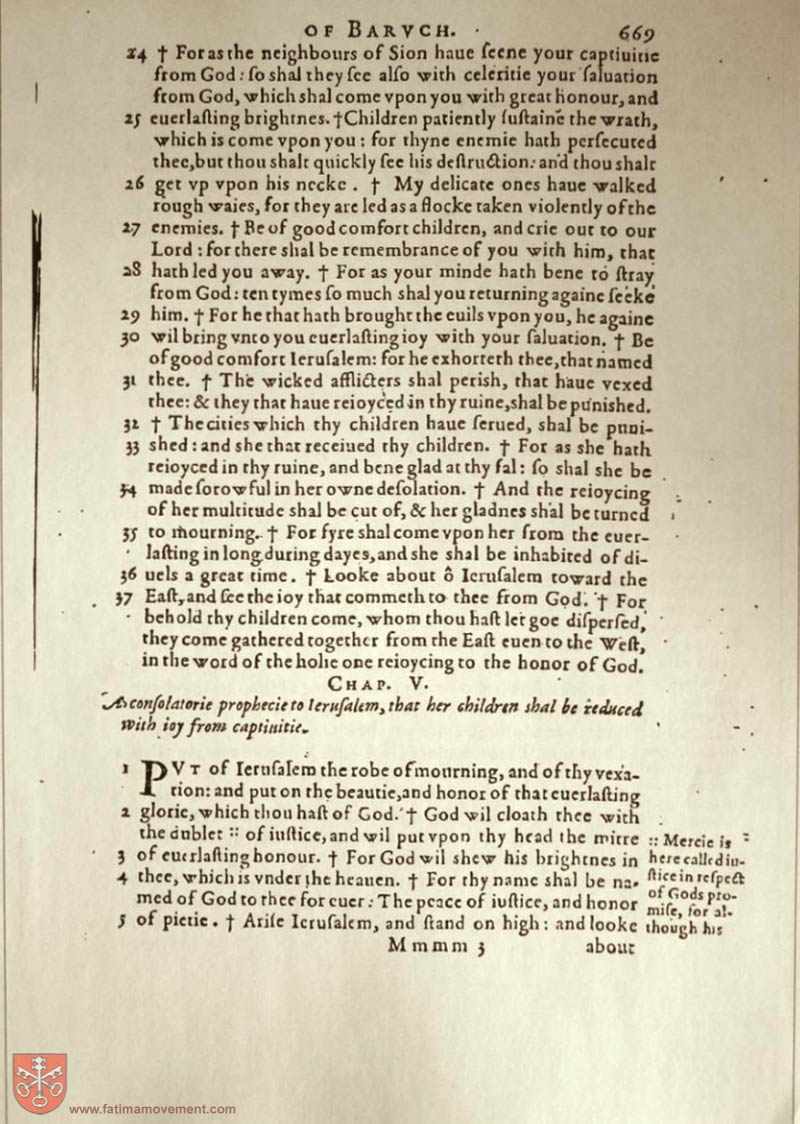 OF BARVCH. 669
24 † For as the neighbours of Sion haue ſeene your captiuitie
from God: ſo shal they ſee alſo with celeritie your ſaluation
from God, which shal come vpon you with great honour, and
25 euerlaſting brightnes. † Children patiently ſuſtaine the wrath,
which is come vpon you: for thyne enemie hath perſecuted
thee, but thou shalt quickly ſee his deſtruction: and thou shalt
26 get vp vpon his necke. † My delicate ones haue walked
rough waies, for they are led as a flocke taken violently of the
27 enemies. † Be of good comfort children, and crie out to our
Lord: for there shal be remembrance of you with him, that
28 hath led you away. † For as your minde hath bene to ſtray
from God: ten tymes ſo much shal you returning againe ſeeke
29 him. † For he that hath brought the euils vpon you, he againe
30 wil bring vnto you euerlaſting ioy with your ſaluation. † Be
of good comfort Ieruſalem: for he exhorteth thee, that named
31 thee. † The wicked afflicters shal perish, that haue vexed
thee: & they that haue reioyced in thy ruine, shal be punished.
32 † The cities which thy children haue ſerued, shal be puni-
33 shed: and she that receiued thy children. † For as she hath
reioyced in thy ruine, and bene glad at thy fal: ſo shal she be
34 made ſorowful in her owne deſolation. † And the reioycing
of her multitude shal be cut of, & her gladnes shal be turned
35 to mourning. † For fyre shal come vpon her from the euer-
laſting in long during dayes, and she shal be inhabited of di-
36 uels a great time. † Looke about ô Ieruſalem toward the
37 Eaſt, and ſee the ioy that commeth to thee from God. † For
behold thy children come, whom thou haſt let goe diſperſed,
they come gathered together from the Eaſt euen to the Weſt,
in the word of the holie one reioycing to the honor of God.
CHAP. V.
A conſolatorie prophecie to Ieruſalem, that her children shal be reduced
with ioy from captiuitie.
1 PVT of Ieruſalem the robe of mourning, and of thy vexa-
tion: and put on the beautie, and honor of that euerlaſting
2 glorie, which thou haſt of God. † God wil cloath thee with
the dublet :: of iuſtice, and wil put vpon thy head the mitre
3 of euerlaſting honour. † For God wil shew his brightnes in
4 thee, which is vnder the heauen. † For thy name shal be na-
med of God to thee for euer: The peace of iuſtice, and honor
5 of pietie. † Ariſe Ieruſalem, and ſtand on high: and looke
:: Mercie is
here called iu-
ſtice in reſpect
of Gods pro-
miſe, for al-
though his
Mmmm 3 about
www.fatimamovement.com